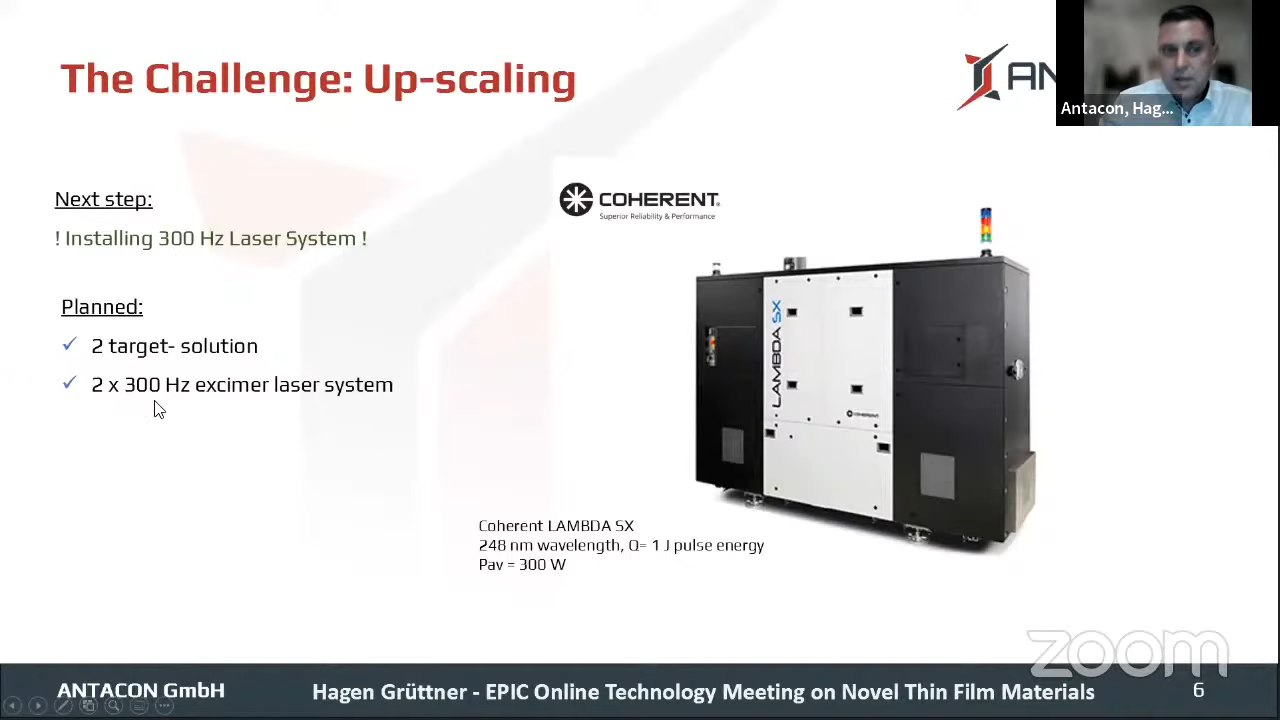 The Challenge: Up-scaling
AN
Antacon, Hag...
Next step:
! Installing 300 Hz Laser System !
Planned:
2 target- solution
2 x 300 Hz excimer laser system
COHERENT
Superior Reliability & Performance
LAMBDA SX
COHERENT
Coherent LAMBDA SX
248 nm wavelength, Q= 1 J pulse energy
Pav = 300 W
zoom
ANTACON GmbH
Hagen Grüttner - EPIC Online Technology Meeting on Novel Thin Film Materials
6